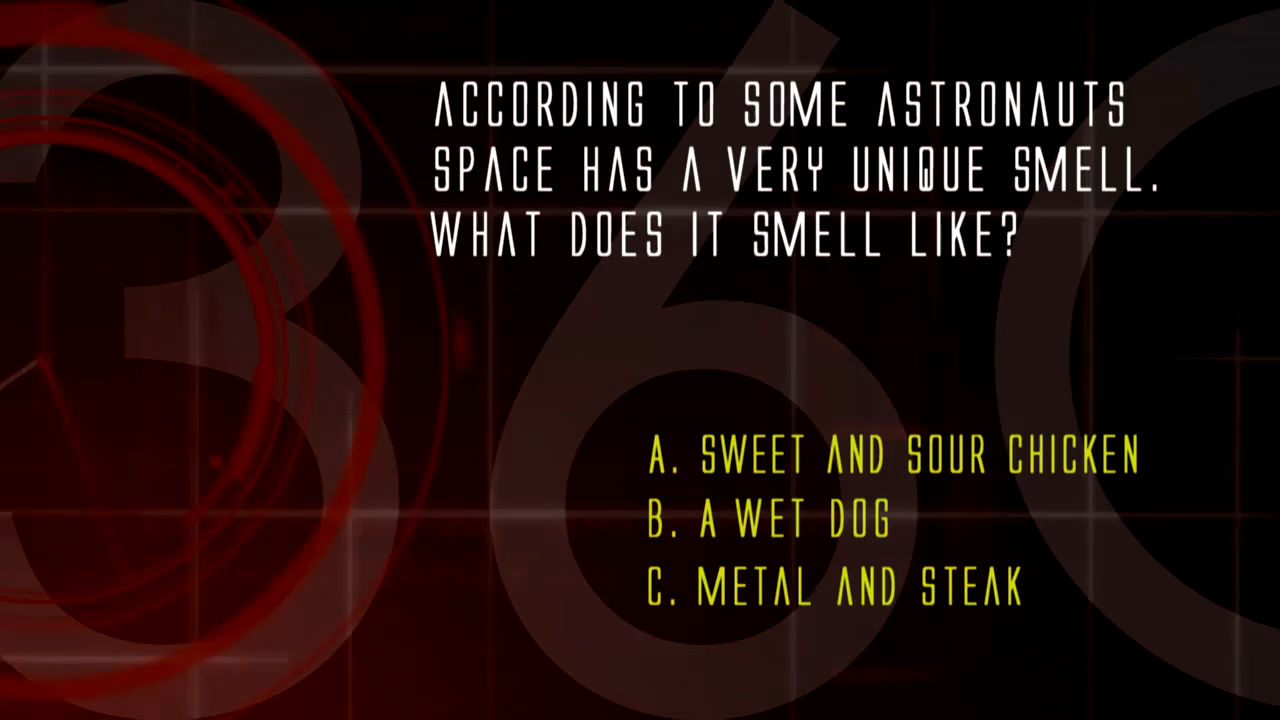 360
ACCORDING TO SOME ASTRONAUTS
SPACE HAS A VERY UNIQUE SMELL.
WHAT DOES IT SMELL LIKE?
A. SWEET AND SOUR CHICKEN
B. A WET DOG
C. METAL AND STEAK